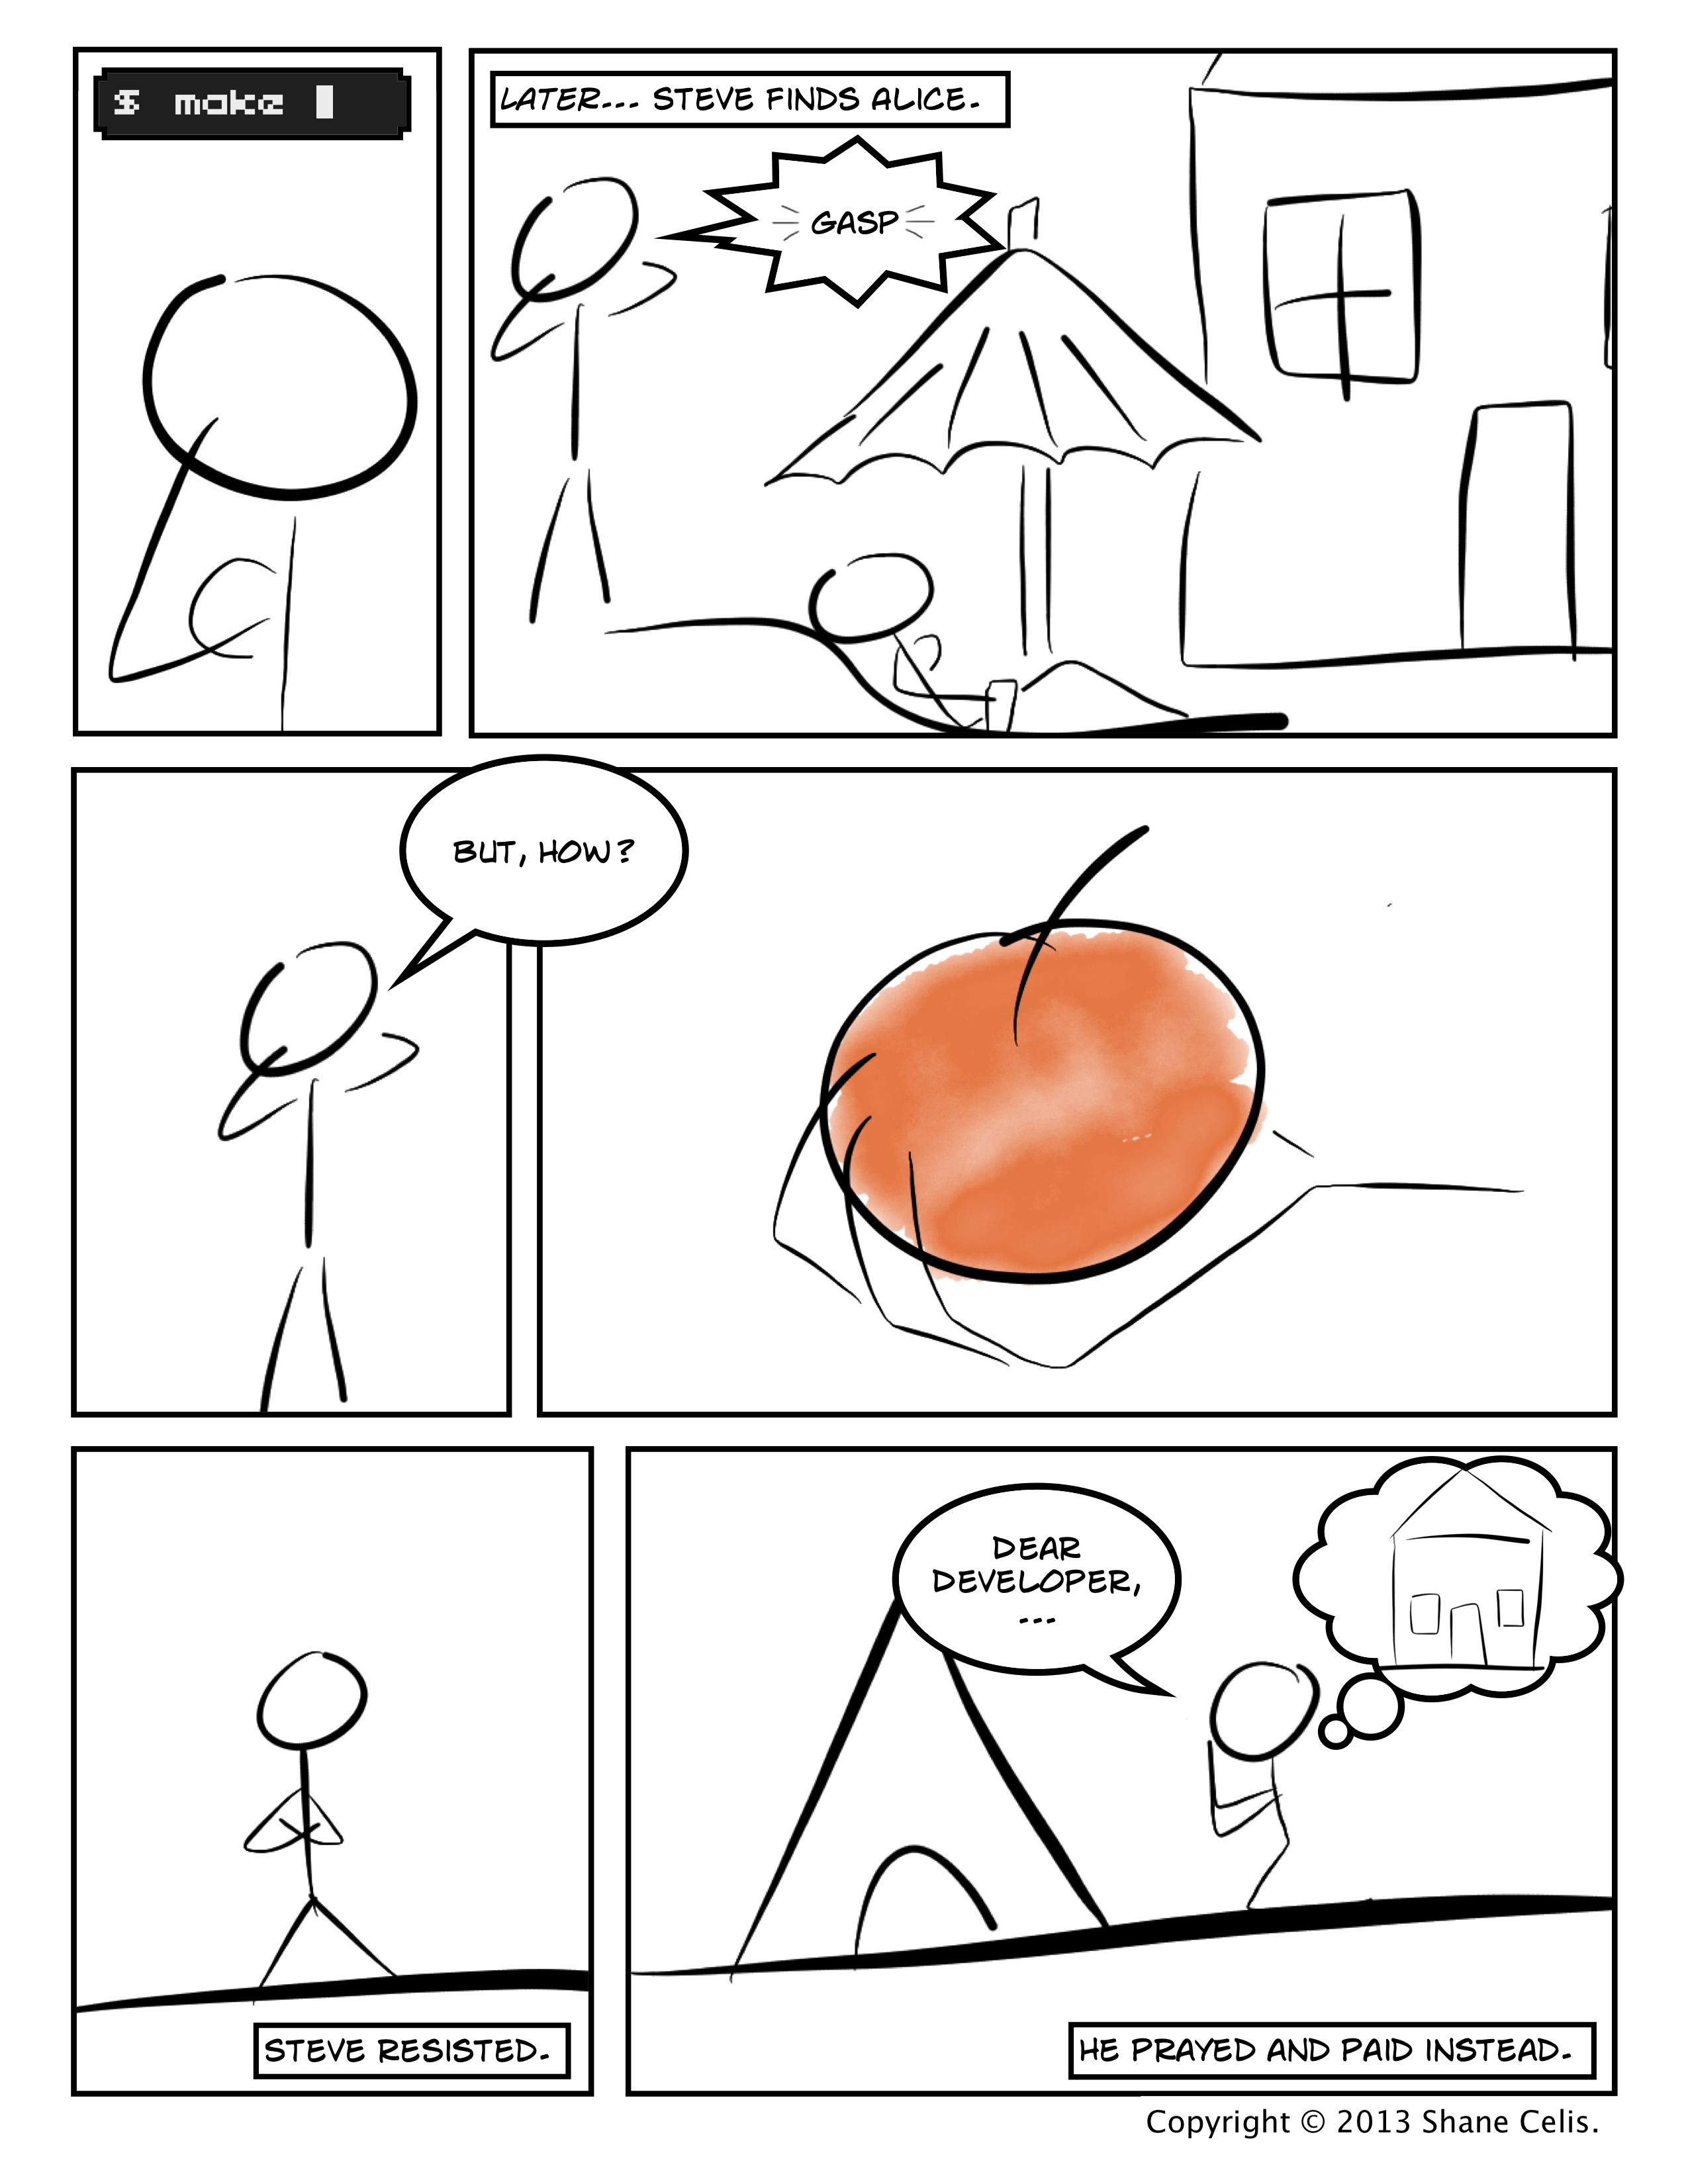 $ make
LATER... STEVE FINDS ALICE.
GASP
BUT, HOW?
DEAR
DEVELOPER,
...
STEVE RESISTED.
HE PRAYED AND PAID INSTEAD.
Copyright © 2013 Shane Celis.